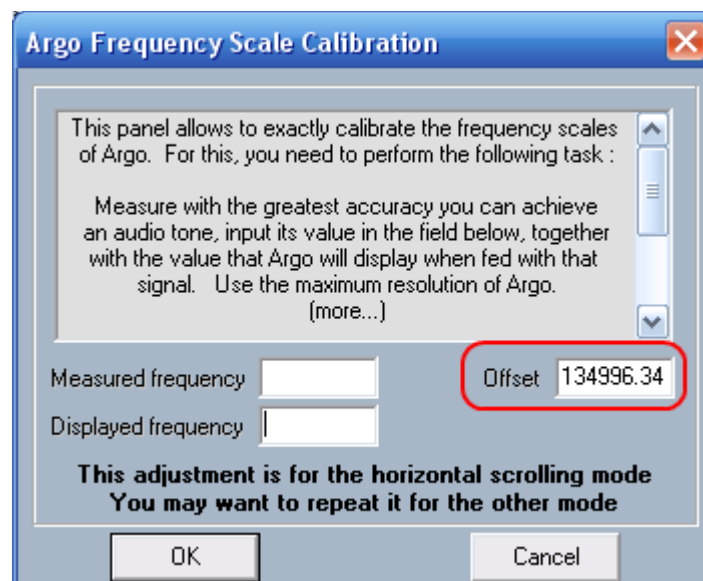 Argo Frequency Scale Calibration
This panel allows to exactly calibrate the frequency scales
of Argo. For this, you need to perform the following task :
Measure with the greatest accuracy you can achieve
an audio tone, input its value in the field below, together
with the value that Argo will display when fed with that
signal. Use the maximum resolution of Argo.
(more...)
Measured frequency
Offset 134996.34
Displayed frequency
This adjustment is for the horizontal scrolling mode
You may want to repeat it for the other mode
OK Cancel